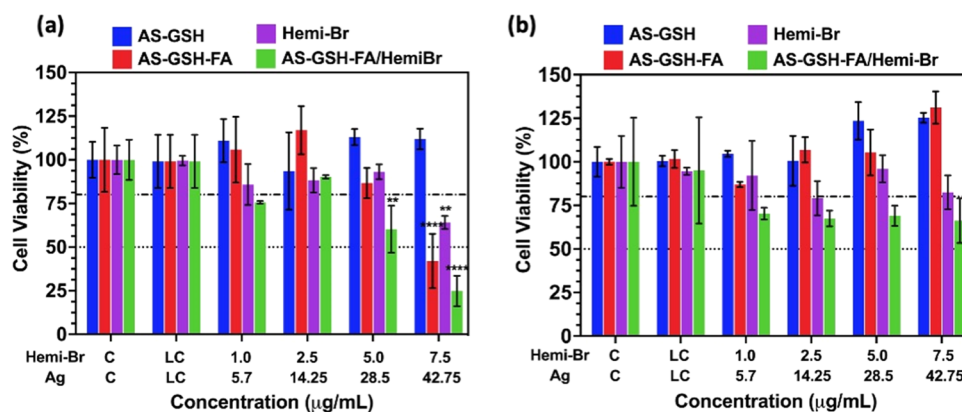 (a)
AS-GSH
Hemi-Br
AS-GSH-FA
AS-GSH-FA/HemiBr
150
125
100
75
50
25
0
Cell Viability (%)
**
****
**
****
Hemi-Br C LC 1.0 2.5 5.0 7.5
Ag C LC 5.7 14.25 28.5 42.75
Concentration (μg/mL)
(b)
AS-GSH
Hemi-Br
AS-GSH-FA
AS-GSH-FA/Hemi-Br
150
125
100
75
50
25
0
Cell Viability (%)
Hemi-Br C LC 1.0 2.5 5.0 7.5
Ag C LC 5.7 14.25 28.5 42.75
Concentration (μg/mL)